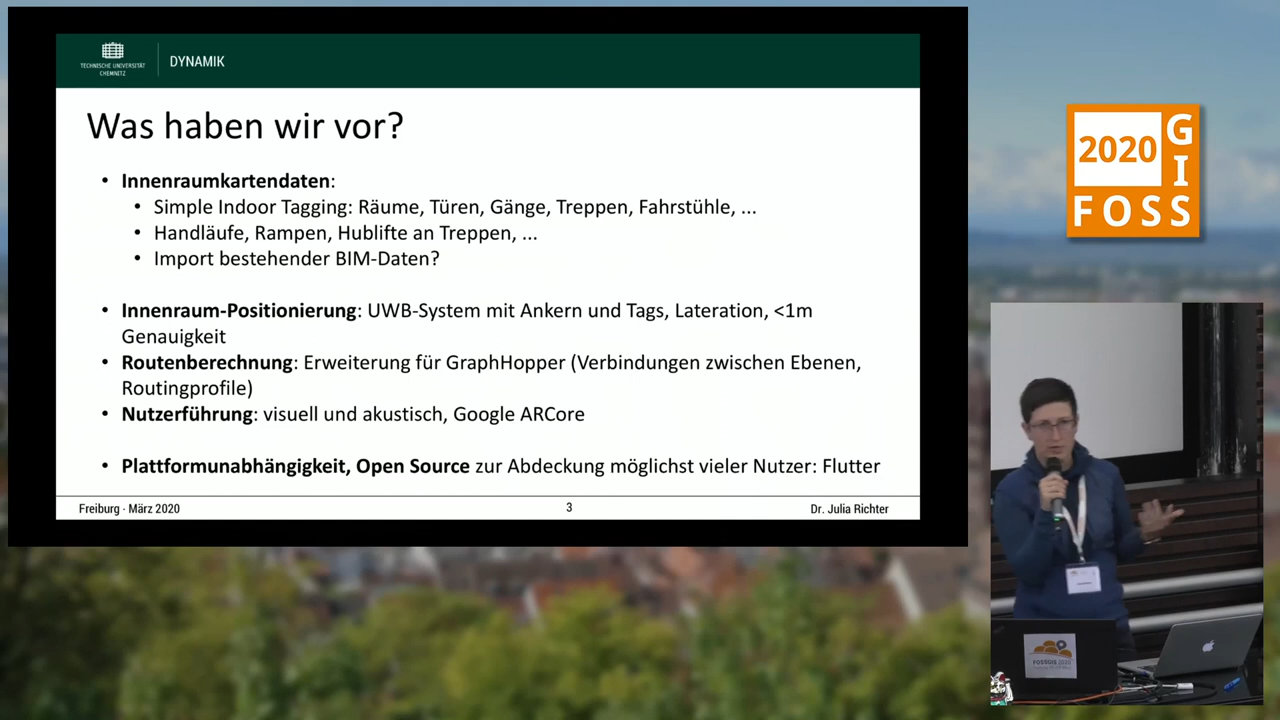 TECHNISCHE UNIVERSITÄT
CHEMNITZ
DYNAMIK
Was haben wir vor?
• Innenraumkartendaten:
• Simple Indoor Tagging: Räume, Türen, Gänge, Treppen, Fahrstühle, ...
• Handläufe, Rampen, Hublifte an Treppen, ...
• Import bestehender BIM-Daten?
• Innenraum-Positionierung: UWB-System mit Ankern und Tags, Lateration, <1m
Genauigkeit
• Routenberechnung: Erweiterung für GraphHopper (Verbindungen zwischen Ebenen,
Routingprofile)
• Nutzerführung: visuell und akustisch, Google ARCore
• Plattformunabhängigkeit, Open Source zur Abdeckung möglichst vieler Nutzer: Flutter
Freiburg · März 2020
3
Dr. Julia Richter
2020
GI
FOSS
FOSSGIS 2020